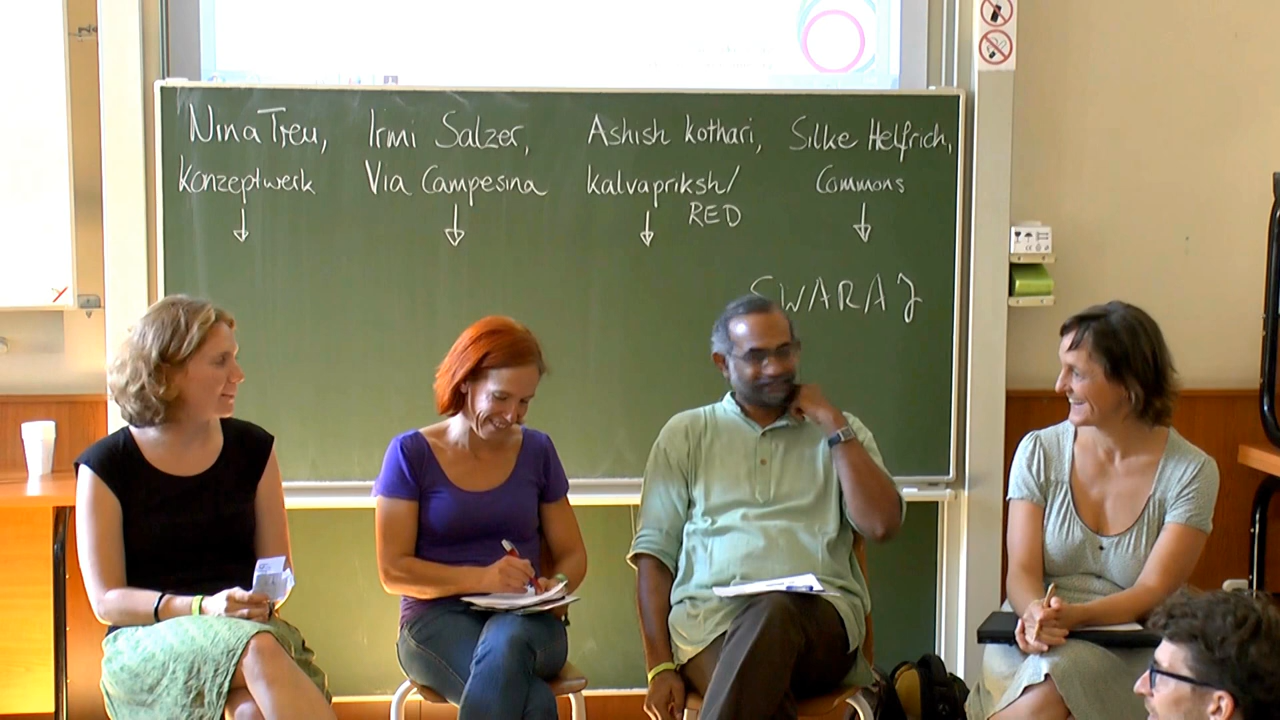 Nina Treu,
Konzeptwerk
Irmi Salzer,
Via Campesina
Ashish Kothari,
Kalvapriksh/
RED
Silke Helfrich,
Commons
SWARAJ